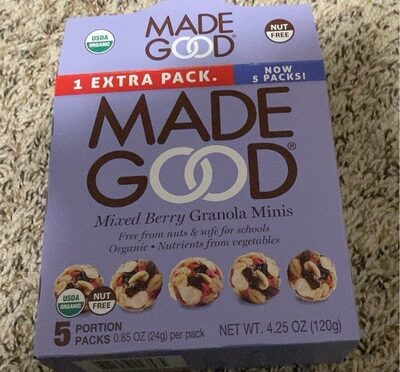 USDA
ORGANIC
MADE
GOOD®
NUT
FREE
1 EXTRA PACK.
NOW
5 PACKS!
MADE
GOOD®
Mixed Berry Granola Minis
Free from nuts & safe for schools
Organic • Nutrients from vegetables
USDA
ORGANIC
NUT
FREE
5 PORTION
PACKS 0.85 OZ (24g) per pack
NET WT. 4.25 OZ (120g)